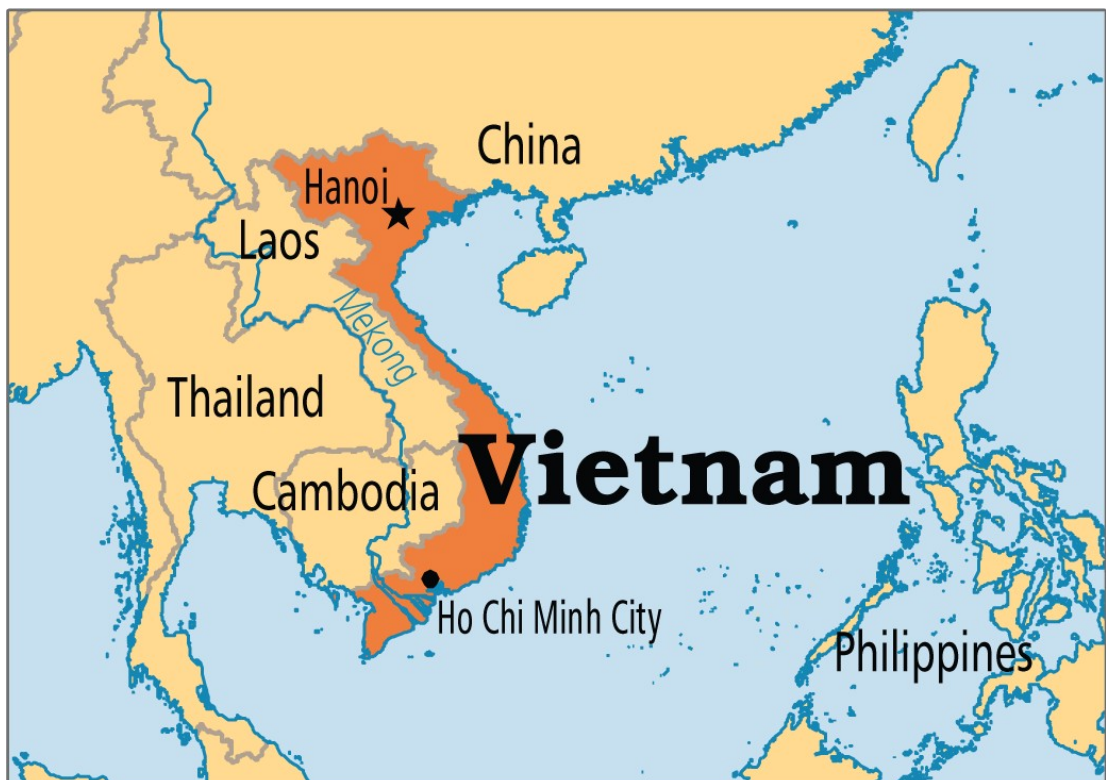 China
Hanoi
Laos
Mekong
Thailand
Vietnam
Cambodia
Ho Chi Minh City
Philippines